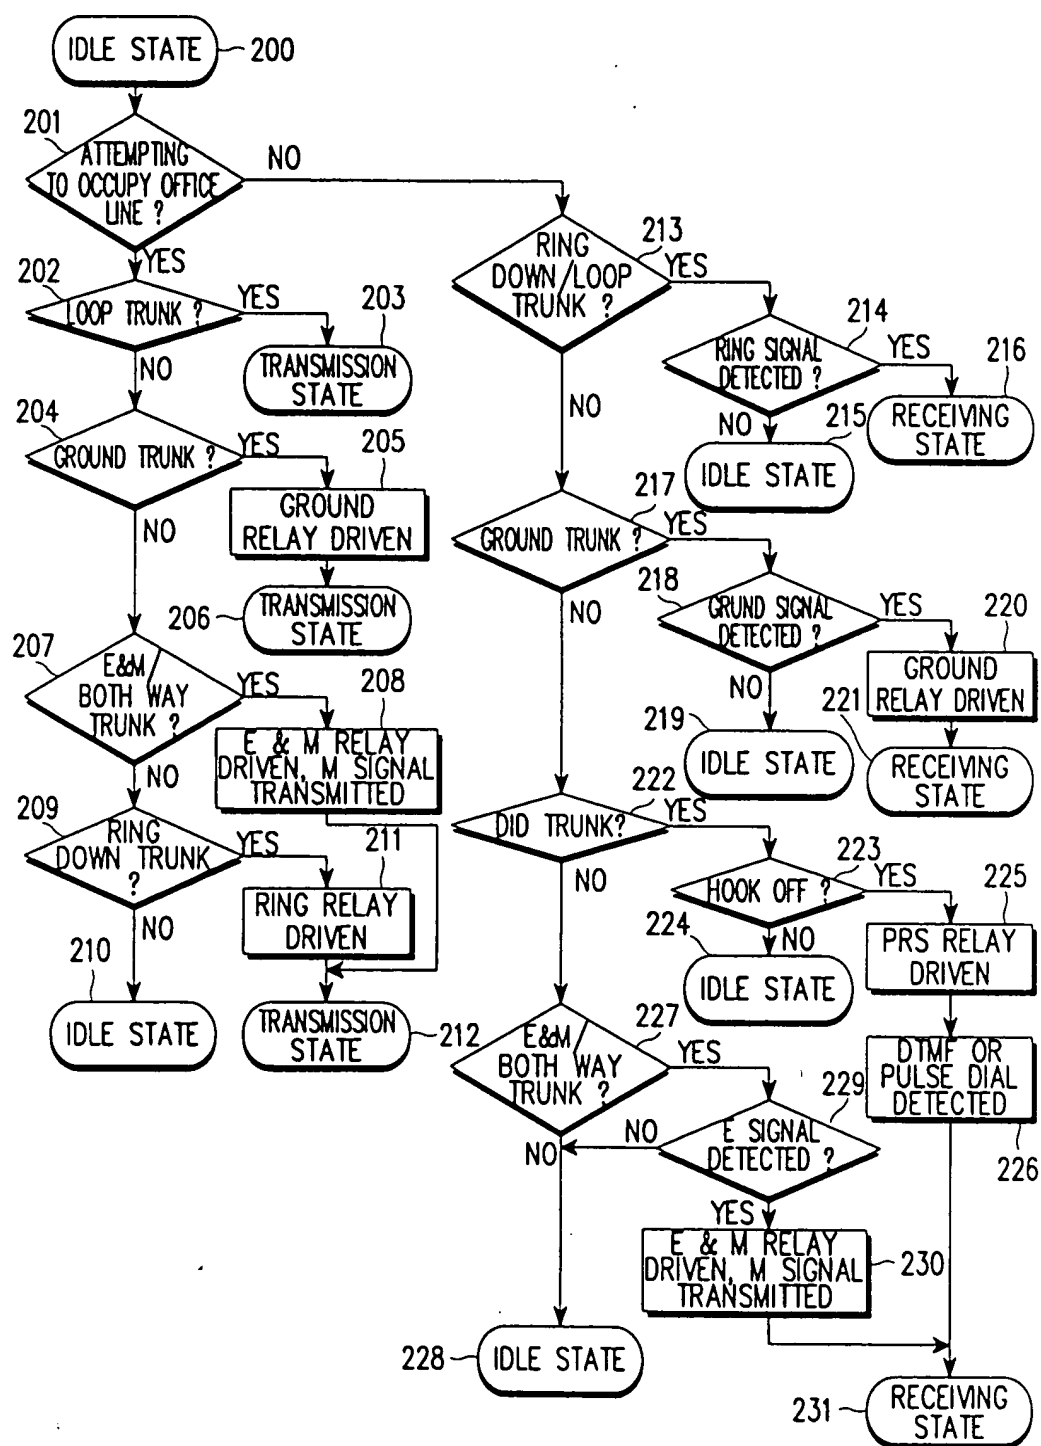 IDLE STATE
200
201
ATTEMPTING
TO OCCUPY OFFICE
LINE ?
NO
YES
202
LOOP TRUNK ?
YES
203
TRANSMISSION
STATE
NO
204
GROUND TRUNK ?
YES
205
GROUND
RELAY DRIVEN
NO
206
TRANSMISSION
STATE
207
E&M/
BOTH WAY
TRUNK ?
YES
208
E & M RELAY
DRIVEN, M SIGNAL
TRANSMITTED
NO
209
RING
DOWN TRUNK
?
YES
211
RING RELAY
DRIVEN
NO
210
IDLE STATE
TRANSMISSION
STATE
212
RING
DOWN/LOOP
TRUNK ?
213
YES
214
RING SIGNAL
DETECTED ?
YES
216
RECEIVING
STATE
NO
215
IDLE STATE
NO
217
GROUND TRUNK ?
YES
218
GRUND SIGNAL
DETECTED ?
YES
220
GROUND
RELAY DRIVEN
NO
219
IDLE STATE
221
RECEIVING
STATE
NO
222
DID TRUNK?
YES
223
HOOK OFF ?
YES
225
PRS RELAY
DRIVEN
NO
224
IDLE STATE
DTMF OR
PULSE DIAL
DETECTED
226
NO
227
E&M/
BOTH WAY
TRUNK ?
YES
229
E SIGNAL
DETECTED ?
NO
NO
YES
E & M RELAY
DRIVEN, M SIGNAL
TRANSMITTED
230
228
IDLE STATE
231
RECEIVING
STATE